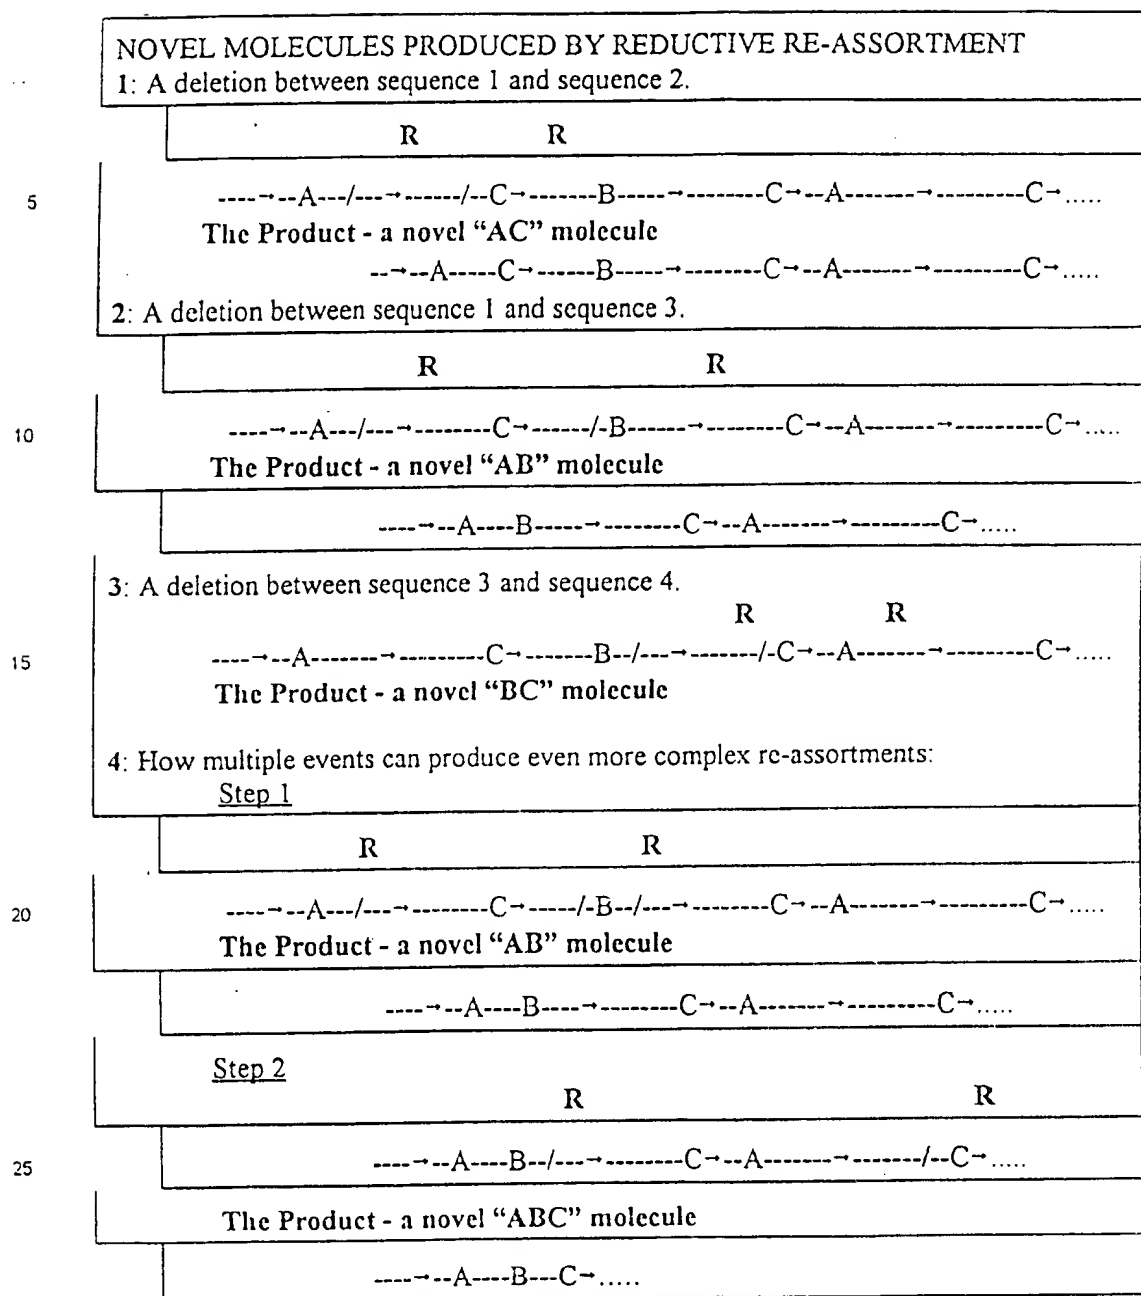 NOVEL MOLECULES PRODUCED BY REDUCTIVE RE-ASSORTMENT
1: A deletion between sequence 1 and sequence 2.
R R
5 ----→--A---/---→------/--C→-------B-----→--------C→--A-------→---------C→.....
The Product - a novel "AC" molecule
--→--A-----C→------B-----→--------C→--A-------→---------C→.....
2: A deletion between sequence 1 and sequence 3.
R R
10 ----→--A---/---→--------C→------/-B------→--------C→--A-------→---------C→.....
The Product - a novel "AB" molecule
----→--A----B-----→--------C→--A-------→---------C→.....
3: A deletion between sequence 3 and sequence 4.
R R
15 ----→--A-------→---------C→-------B--/---→-------/-C→--A-------→---------C→.....
The Product - a novel "BC" molecule
4: How multiple events can produce even more complex re-assortments:
Step 1
R R
20 ----→--A---/---→--------C→-----/-B--/---→--------C→--A-------→---------C→.....
The Product - a novel "AB" molecule
----→--A----B----→--------C→--A-------→---------C→.....
Step 2
R R
25 ----→--A----B--/---→--------C→--A-------→-------/--C→.....
The Product - a novel "ABC" molecule
----→--A----B---C→.....